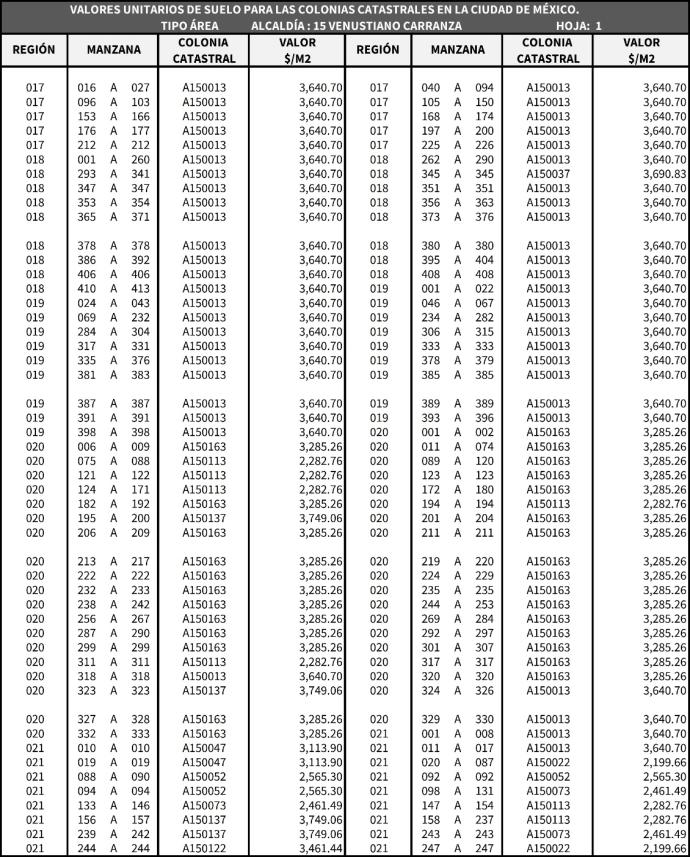 VALORES UNITARIOS DE SUELO PARA LAS COLONIAS CATASTRALES EN LA CIUDAD DE MÉXICO.
TIPO ÁREA ALCALDÍA : 15 VENUSTIANO CARRANZA HOJA: 1
REGIÓN MANZANA COLONIA CATASTRAL VALOR $/M2 REGIÓN MANZANA COLONIA CATASTRAL VALOR $/M2
017 016 A 027 A150013 3,640.70 017 040 A 094 A150013 3,640.70
017 096 A 103 A150013 3,640.70 017 105 A 150 A150013 3,640.70
017 153 A 166 A150013 3,640.70 017 168 A 174 A150013 3,640.70
017 176 A 177 A150013 3,640.70 017 197 A 200 A150013 3,640.70
017 212 A 212 A150013 3,640.70 017 225 A 226 A150013 3,640.70
018 001 A 260 A150013 3,640.70 018 262 A 290 A150013 3,640.70
018 293 A 341 A150013 3,640.70 018 345 A 345 A150037 3,690.83
018 347 A 347 A150013 3,640.70 018 351 A 351 A150013 3,640.70
018 353 A 354 A150013 3,640.70 018 356 A 363 A150013 3,640.70
018 365 A 371 A150013 3,640.70 018 373 A 376 A150013 3,640.70
018 378 A 378 A150013 3,640.70 018 380 A 380 A150013 3,640.70
018 386 A 392 A150013 3,640.70 018 395 A 404 A150013 3,640.70
018 406 A 406 A150013 3,640.70 018 408 A 408 A150013 3,640.70
018 410 A 413 A150013 3,640.70 019 001 A 022 A150013 3,640.70
019 024 A 043 A150013 3,640.70 019 046 A 067 A150013 3,640.70
019 069 A 232 A150013 3,640.70 019 234 A 282 A150013 3,640.70
019 284 A 304 A150013 3,640.70 019 306 A 315 A150013 3,640.70
019 317 A 331 A150013 3,640.70 019 333 A 333 A150013 3,640.70
019 335 A 376 A150013 3,640.70 019 378 A 379 A150013 3,640.70
019 381 A 383 A150013 3,640.70 019 385 A 385 A150013 3,640.70
019 387 A 387 A150013 3,640.70 019 389 A 389 A150013 3,640.70
019 391 A 391 A150013 3,640.70 019 393 A 396 A150013 3,640.70
019 398 A 398 A150013 3,640.70 020 001 A 002 A150163 3,285.26
020 006 A 009 A150163 3,285.26 020 011 A 074 A150163 3,285.26
020 075 A 088 A150113 2,282.76 020 089 A 120 A150163 3,285.26
020 121 A 122 A150113 2,282.76 020 123 A 123 A150163 3,285.26
020 124 A 171 A150113 2,282.76 020 172 A 180 A150163 3,285.26
020 182 A 192 A150163 3,285.26 020 194 A 194 A150113 2,282.76
020 195 A 200 A150137 3,749.06 020 201 A 204 A150163 3,285.26
020 206 A 209 A150163 3,285.26 020 211 A 211 A150163 3,285.26
020 213 A 217 A150163 3,285.26 020 219 A 220 A150163 3,285.26
020 222 A 222 A150163 3,285.26 020 224 A 229 A150163 3,285.26
020 232 A 233 A150163 3,285.26 020 235 A 235 A150163 3,285.26
020 238 A 242 A150163 3,285.26 020 244 A 253 A150163 3,285.26
020 256 A 267 A150163 3,285.26 020 269 A 284 A150163 3,285.26
020 287 A 290 A150163 3,285.26 020 292 A 297 A150163 3,285.26
020 299 A 299 A150163 3,285.26 020 301 A 307 A150163 3,285.26
020 311 A 311 A150113 2,282.76 020 317 A 317 A150163 3,285.26
020 318 A 318 A150013 3,640.70 020 320 A 320 A150163 3,285.26
020 323 A 323 A150137 3,749.06 020 324 A 326 A150013 3,640.70
020 327 A 328 A150163 3,285.26 020 329 A 330 A150013 3,640.70
020 332 A 333 A150163 3,285.26 021 001 A 008 A150013 3,640.70
021 010 A 010 A150047 3,113.90 021 011 A 017 A150013 3,640.70
021 019 A 019 A150047 3,113.90 021 020 A 087 A150022 2,199.66
021 088 A 090 A150052 2,565.30 021 092 A 092 A150052 2,565.30
021 094 A 094 A150052 2,565.30 021 098 A 131 A150073 2,461.49
021 133 A 146 A150073 2,461.49 021 147 A 154 A150113 2,282.76
021 156 A 157 A150137 3,749.06 021 158 A 237 A150113 2,282.76
021 239 A 242 A150137 3,749.06 021 243 A 243 A150073 2,461.49
021 244 A 244 A150122 3,461.44 021 247 A 247 A150022 2,199.66